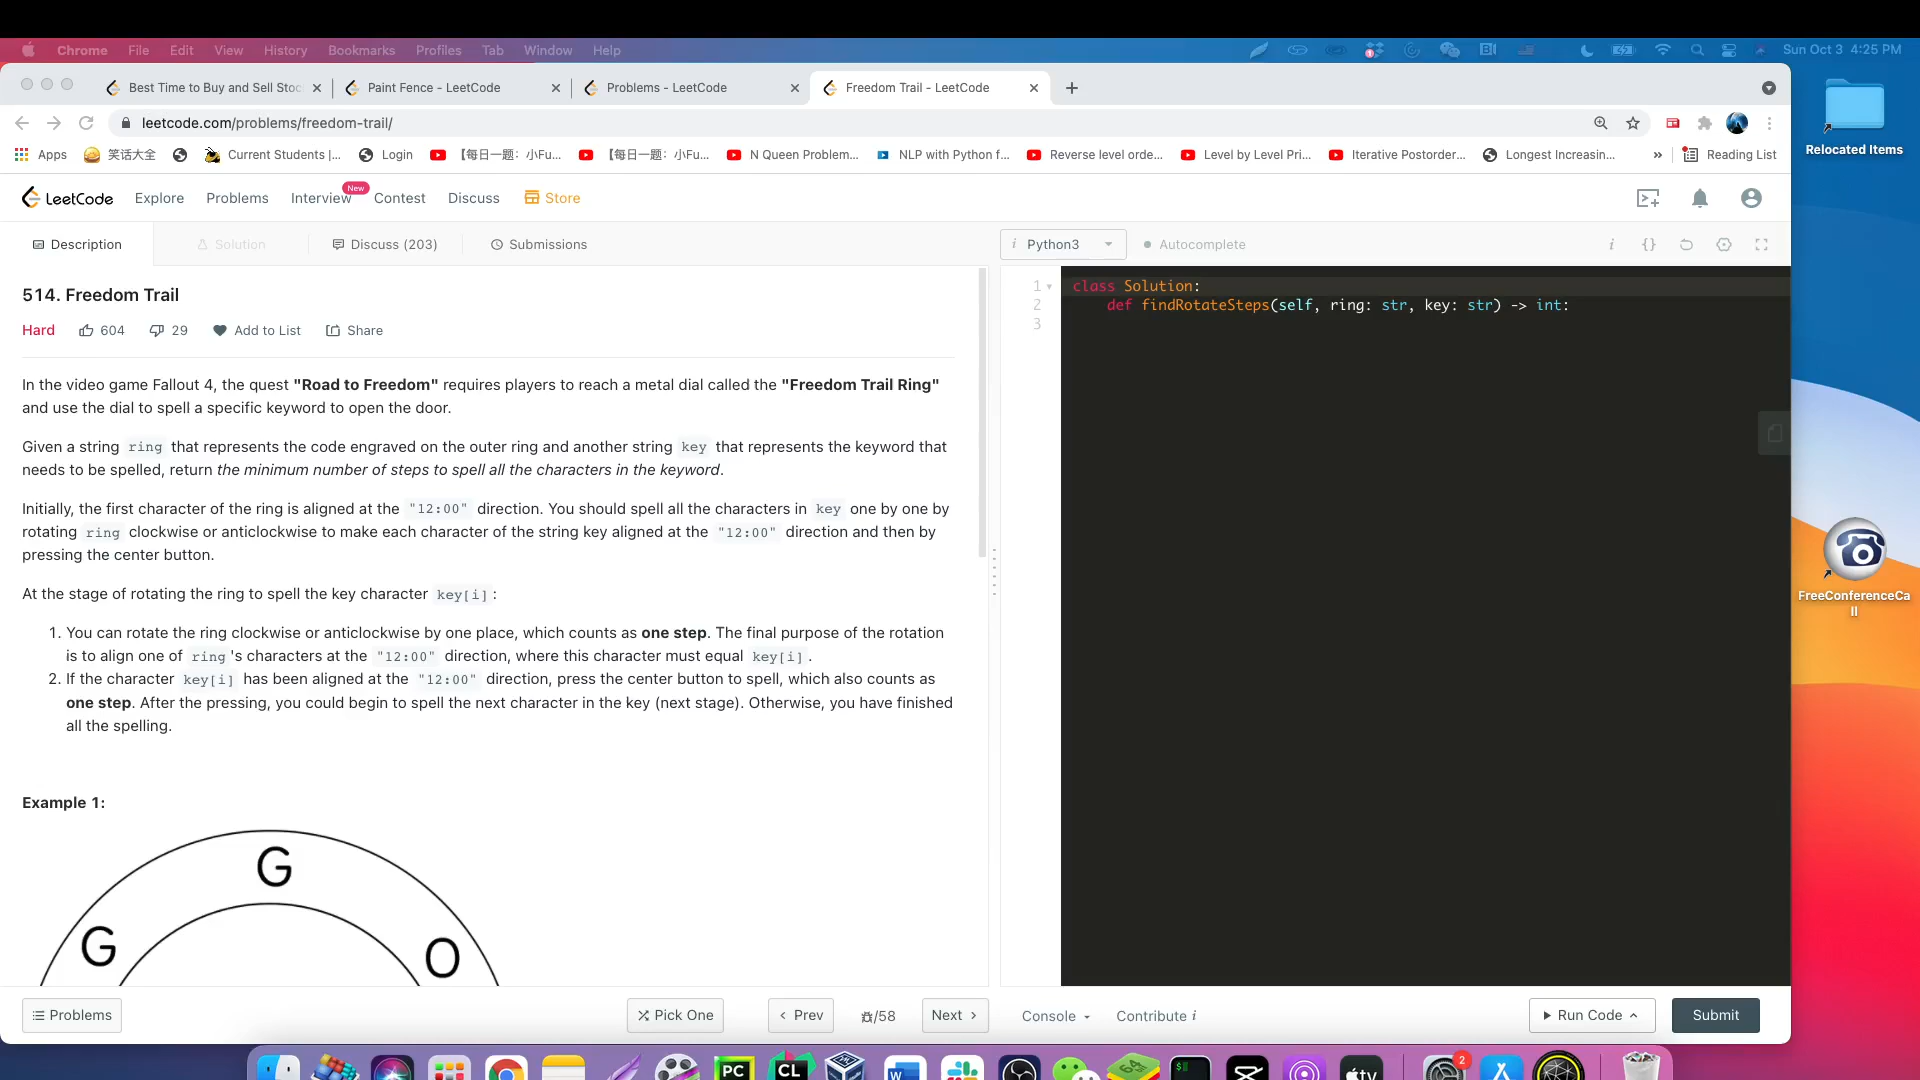 Chrome File Edit View History Bookmarks Profiles Tab Window Help Sun Oct 3 4:25 PM
Best Time to Buy and Sell Stoc Paint Fence - LeetCode Problems - LeetCode Freedom Trail - LeetCode
leetcode.com/problems/freedom-trail/
Apps 笑话大全 Current Students |... Login 【每日一题：小Fu... 【每日一题：小Fu... N Queen Problem... NLP with Python f... Reverse level orde... Level by Level Pri... Iterative Postorder... Longest Increasin... » Reading List
LeetCode Explore Problems Interview New Contest Discuss Store
Description Solution Discuss (203) Submissions
i Python3 Autocomplete i {}
514. Freedom Trail
Hard 604 29 Add to List Share
In the video game Fallout 4, the quest "Road to Freedom" requires players to reach a metal dial called the "Freedom Trail Ring"
and use the dial to spell a specific keyword to open the door.
Given a string ring that represents the code engraved on the outer ring and another string key that represents the keyword that
needs to be spelled, return the minimum number of steps to spell all the characters in the keyword.
Initially, the first character of the ring is aligned at the "12:00" direction. You should spell all the characters in key one by one by
rotating ring clockwise or anticlockwise to make each character of the string key aligned at the "12:00" direction and then by
pressing the center button.
At the stage of rotating the ring to spell the key character key[i]:
1. You can rotate the ring clockwise or anticlockwise by one place, which counts as one step. The final purpose of the rotation
is to align one of ring's characters at the "12:00" direction, where this character must equal key[i].
2. If the character key[i] has been aligned at the "12:00" direction, press the center button to spell, which also counts as
one step. After the pressing, you could begin to spell the next character in the key (next stage). Otherwise, you have finished
all the spelling.
Example 1:
G
G
O
1 class Solution:
2 def findRotateSteps(self, ring: str, key: str) -> int:
3
Problems Pick One < Prev /58 Next > Console Contribute i Run Code Submit
Relocated Items
FreeConferenceCa
ll
PC CL W tv 2